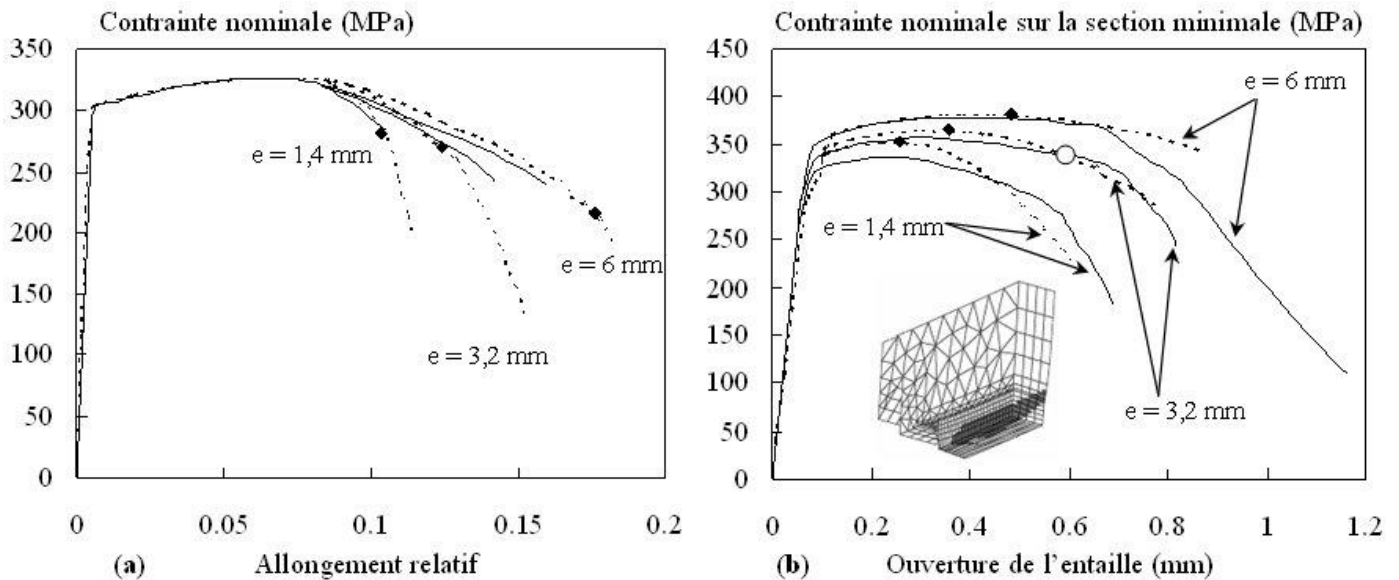 Contrainte nominale (MPa)
350
300
250
200
150
100
50
0
e = 1,4 mm
e = 6 mm
e = 3,2 mm
0 0.05 0.1 0.15 0.2
(a) Allongement relatif
Contrainte nominale sur la section minimale (MPa)
450
400
350
300
250
200
150
100
50
0
e = 6 mm
e = 1,4 mm
e = 3,2 mm
0 0.2 0.4 0.6 0.8 1 1.2
(b) Ouverture de l’entaille (mm)